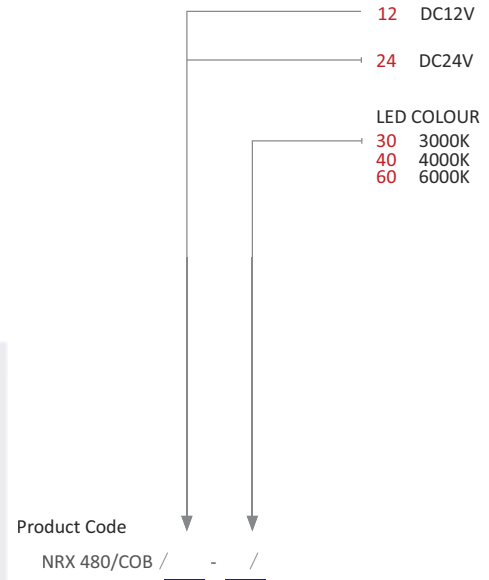 12 DC12V
24 DC24V
LED COLOUR
30 3000K
40 4000K
60 6000K
Product Code
NRX 480/COB / - /